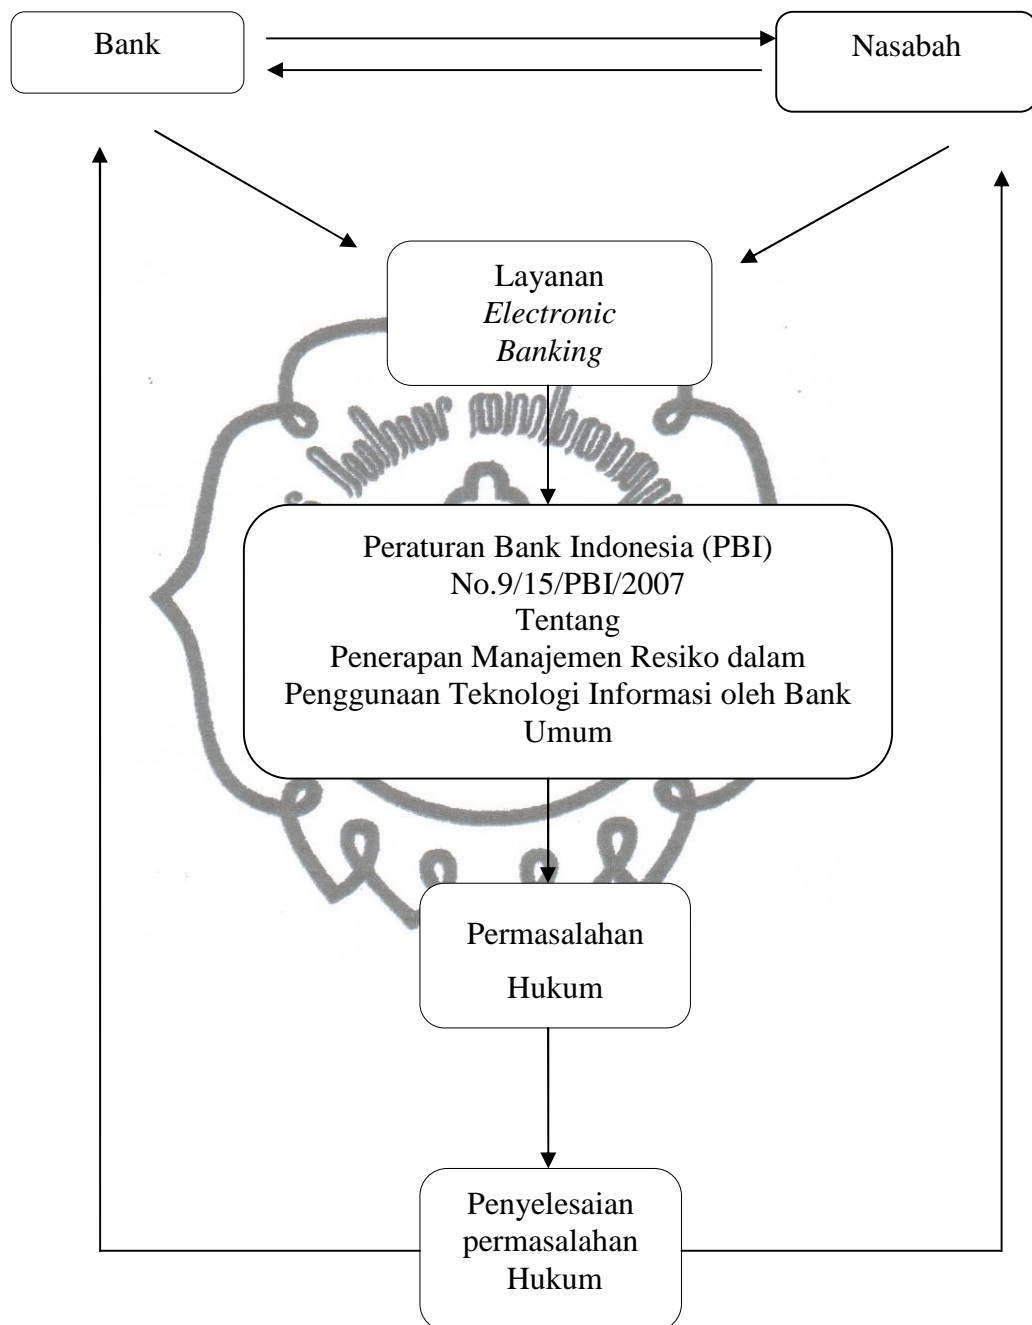 Bank
Nasabah
Layanan
Electronic
Banking
Peraturan Bank Indonesia (PBI)
No.9/15/PBI/2007
Tentang
Penerapan Manajemen Resiko dalam
Penggunaan Teknologi Informasi oleh Bank
Umum
Permasalahan
Hukum
Penyelesaian
permasalahan
Hukum